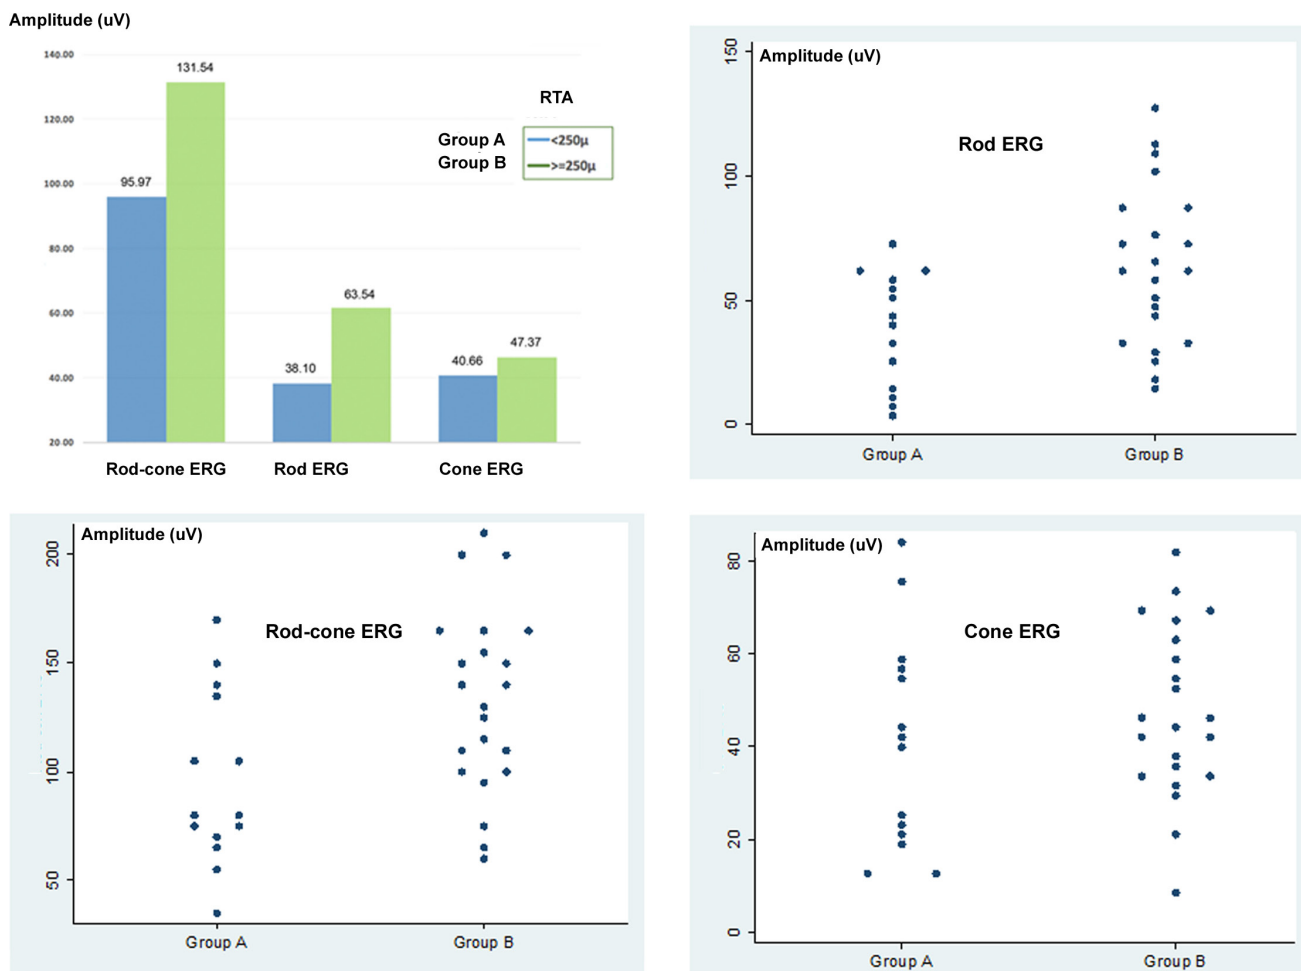 Amplitude (uV)
140.00
131.54
120.00
RTA
Group A <250µ
Group B >=250µ
100.00
95.97
80.00
63.54
60.00
47.37
40.66
38.10
40.00
20.00
Rod-cone ERG Rod ERG Cone ERG
150
Amplitude (uV)
Rod ERG
100
50
0
Group A Group B
Amplitude (uV)
200
Rod-cone ERG
150
100
50
Group A Group B
Amplitude (uV)
80
Cone ERG
60
40
20
0
Group A Group B